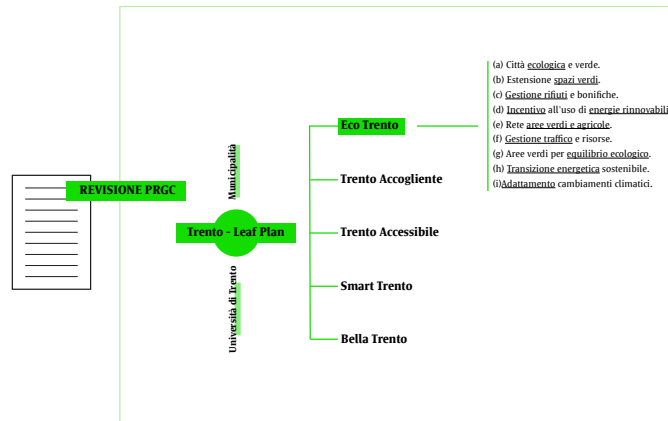 (a) Città ecologica e verde.
(b) Estensione spazi verdi.
(c) Gestione rifiuti e bonifiche.
(d) Incentivo all'uso di energie rinnovabili
(e) Rete aree verdi e agricole.
(f) Gestione traffico e risorse.
(g) Aree verdi per equilibrio ecologico.
(h) Transizione energetica sostenibile.
(i)Adattamento cambiamenti climatici.
Eco Trento
Municipalità
Trento Accogliente
REVISIONE PRGC
Trento - Leaf Plan
Trento Accessibile
Università di Trento
Smart Trento
Bella Trento